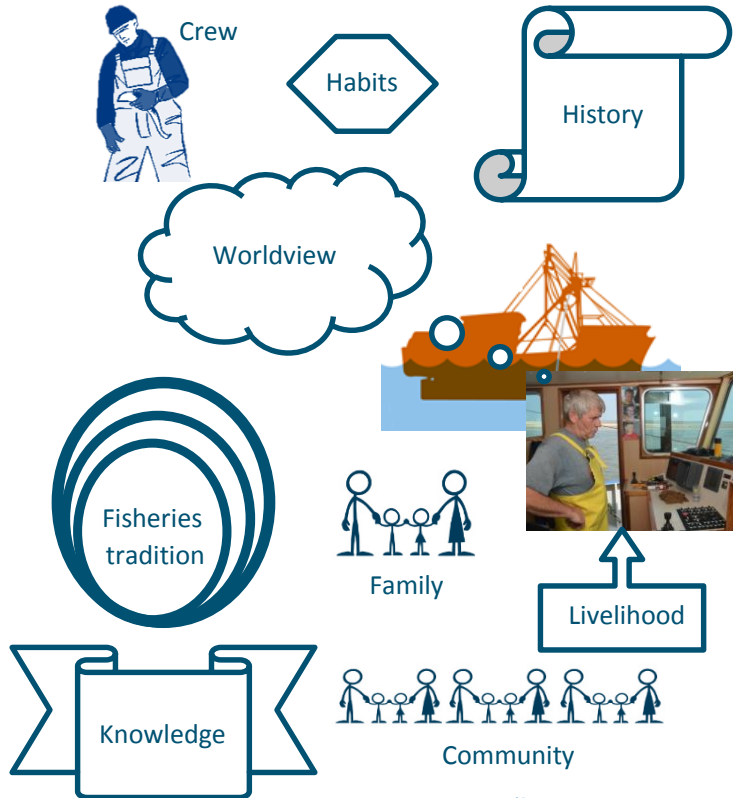 Crew
Habits
History
Worldview
Fisheries
tradition
Family
Livelihood
Knowledge
Community